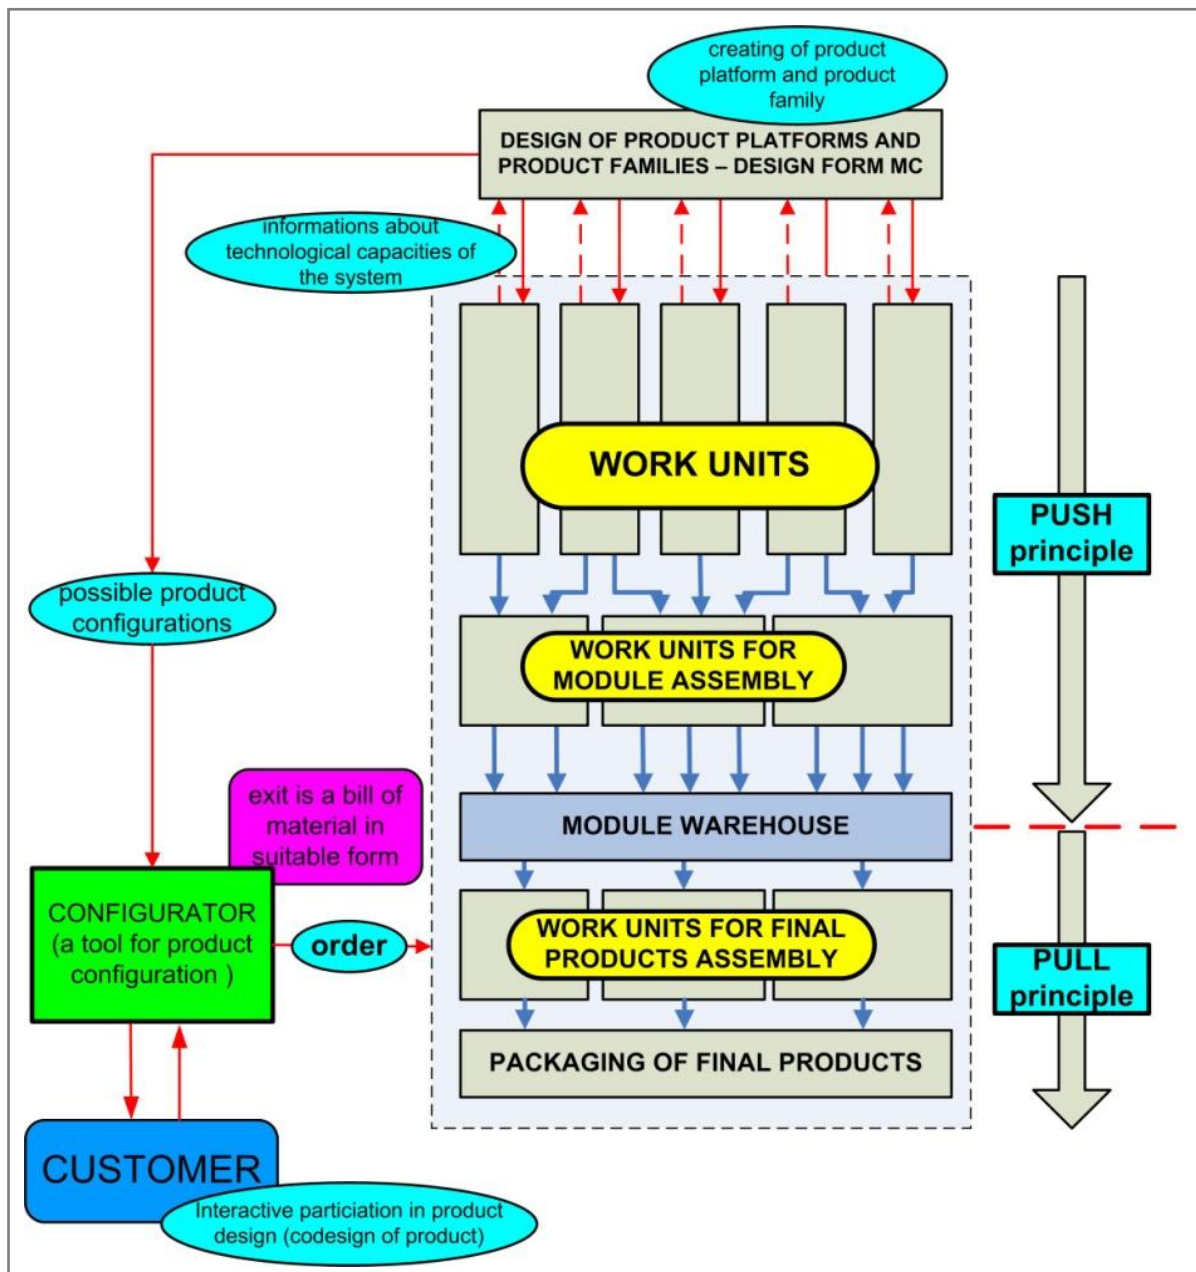 creating of product
platform and product
family
DESIGN OF PRODUCT PLATFORMS AND
PRODUCT FAMILIES – DESIGN FORM MC
informations about
technological capacities of
the system
WORK UNITS
PUSH
principle
possible product
configurations
WORK UNITS FOR
MODULE ASSEMBLY
exit is a bill of
material in
suitable form
MODULE WAREHOUSE
CONFIGURATOR
(a tool for product
configuration )
order
WORK UNITS FOR FINAL
PRODUCTS ASSEMBLY
PULL
principle
PACKAGING OF FINAL PRODUCTS
CUSTOMER
Interactive particiation in product
design (codesign of product)